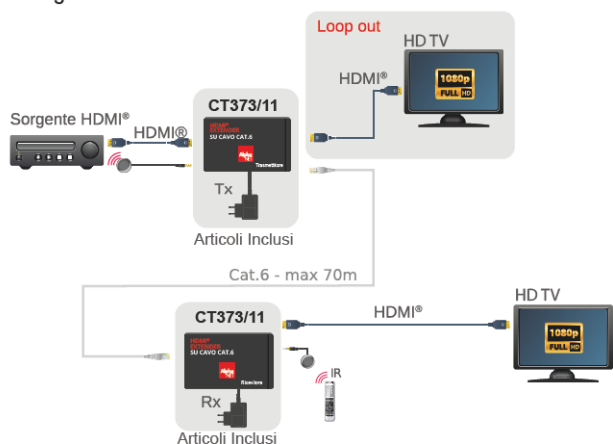 Loop out
HD TV
HDMI®
1080p
FULL HD
CT373/11
Sorgente HDMI®
HDMI®
HDMI®
EXTENDER
SU CAVO CAT.6
Trasmettitore
Tx
Articoli Inclusi
Cat.6 - max 70m
CT373/11
HDMI®
HD TV
HDMI®
EXTENDER
SU CAVO CAT.6
1080p
FULL HD
Ricevitore
IR
Rx
Articoli Inclusi